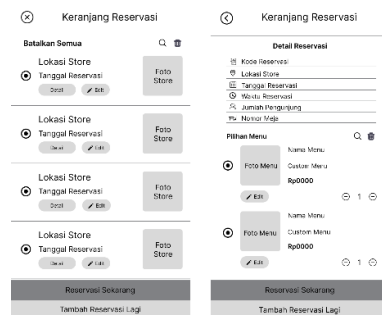 Keranjang Reservasi
Batalkan Semua
Lokasi Store
Tanggal Reservasi
Detail
Edit
Foto Store
Lokasi Store
Tanggal Reservasi
Detail
Edit
Foto Store
Lokasi Store
Tanggal Reservasi
Detail
Edit
Foto Store
Lokasi Store
Tanggal Reservasi
Detail
Edit
Foto Store
Reservasi Sekarang
Tambah Reservasi Lagi
Keranjang Reservasi
Detail Reservasi
Kode Reservasi
Lokasi Store
Tanggal Reservasi
Waktu Reservasi
Jumlah Pengunjung
Nomor Meja
Pilihan Menu
Foto Menu
Nama Menu
Custom Menu
Rp0000
Edit
1
Foto Menu
Nama Menu
Custom Menu
Rp0000
Edit
1
Reservasi Sekarang
Tambah Reservasi Lagi